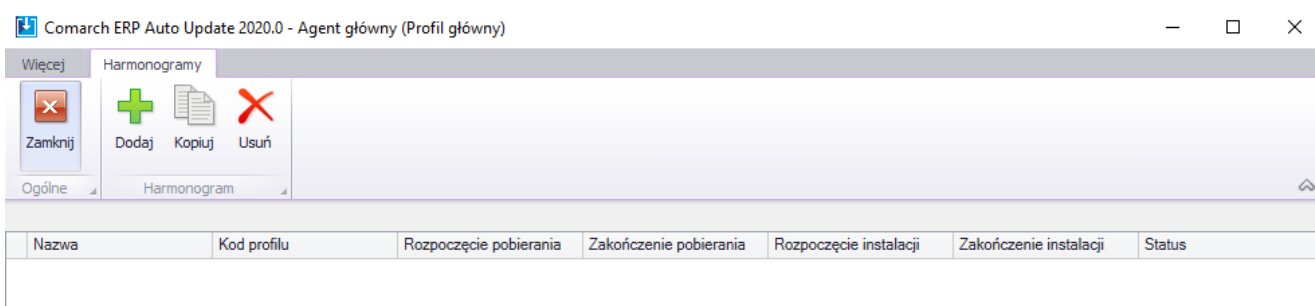 Comarch ERP Auto Update 2020.0 - Agent główny (Profil główny)
Więcej Harmonogramy
Zamknij Dodaj Kopiuj Usuń
Ogólne Harmonogram
Nazwa Kod profilu Rozpoczęcie pobierania Zakończenie pobierania Rozpoczęcie instalacji Zakończenie instalacji Status